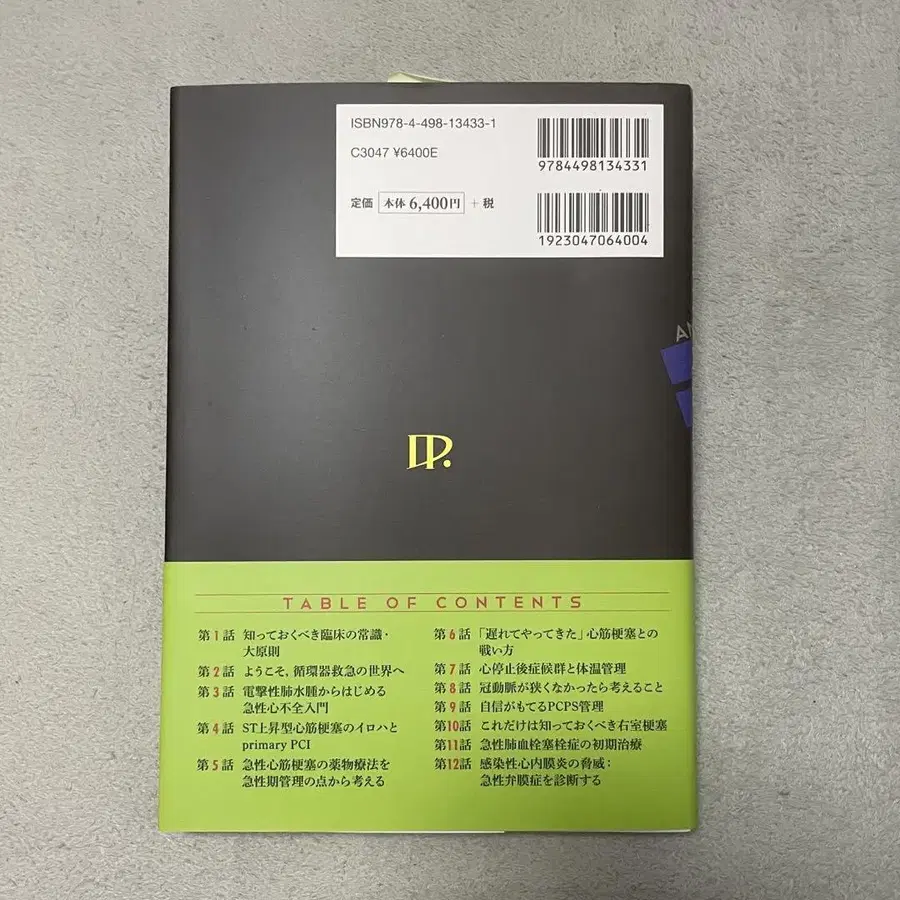 ISBN978-4-498-13433-1
C3047 ¥6400E
9784498134331
定価 本体 6,400円 +税
1923047064004
TABLE OF CONTENTS
第1話 知っておくべき臨床の常識・
大原則
第2話 ようこそ，循環器救急の世界へ
第3話 電撃性肺水腫からはじめる
急性心不全入門
第4話 ST上昇型心筋梗塞のイロハと
primary PCI
第5話 急性心筋梗塞の薬物療法を
急性期管理の点から考える
第6話 「遅れてやってきた」心筋梗塞との
戦い方
第7話 心停止後症候群と体温管理
第8話 冠動脈が狭くなかったら考えること
第9話 自信がもてるPCPS管理
第10話 これだけは知っておくべき右室梗塞
第11話 急性肺血栓塞栓症の初期治療
第12話 感染性心内膜炎の脅威：
急性弁膜症を診断する